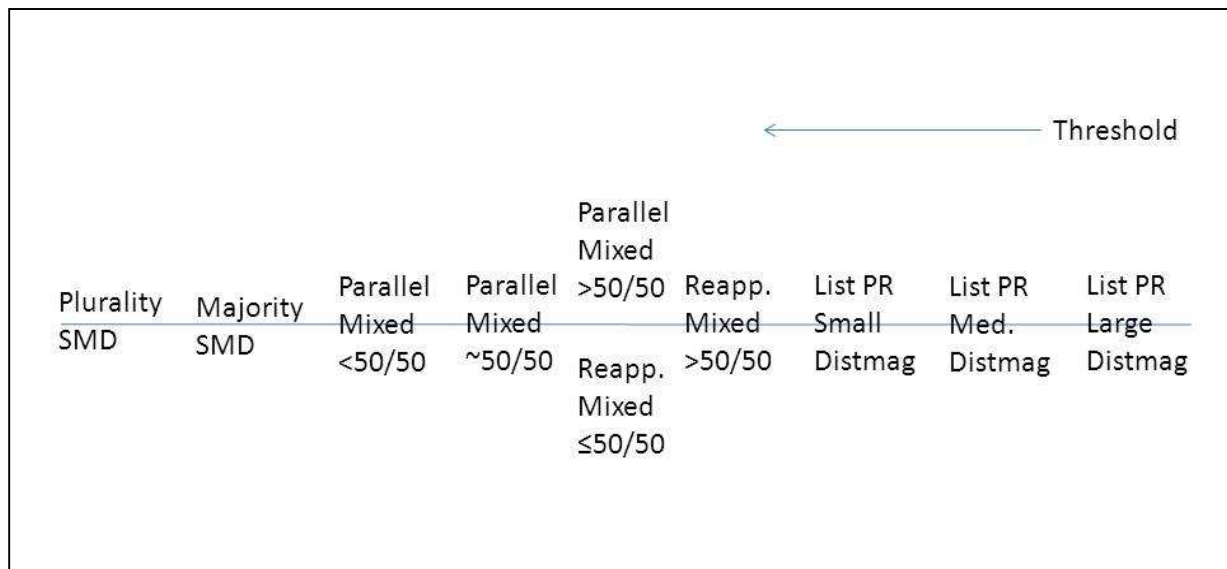 Threshold
Plurality
SMD
Majority
SMD
Parallel
Mixed
<50/50
Parallel
Mixed
~50/50
Parallel
Mixed
>50/50
Reapp.
Mixed
≤50/50
Reapp.
Mixed
>50/50
List PR
Small
Distmag
List PR
Med.
Distmag
List PR
Large
Distmag